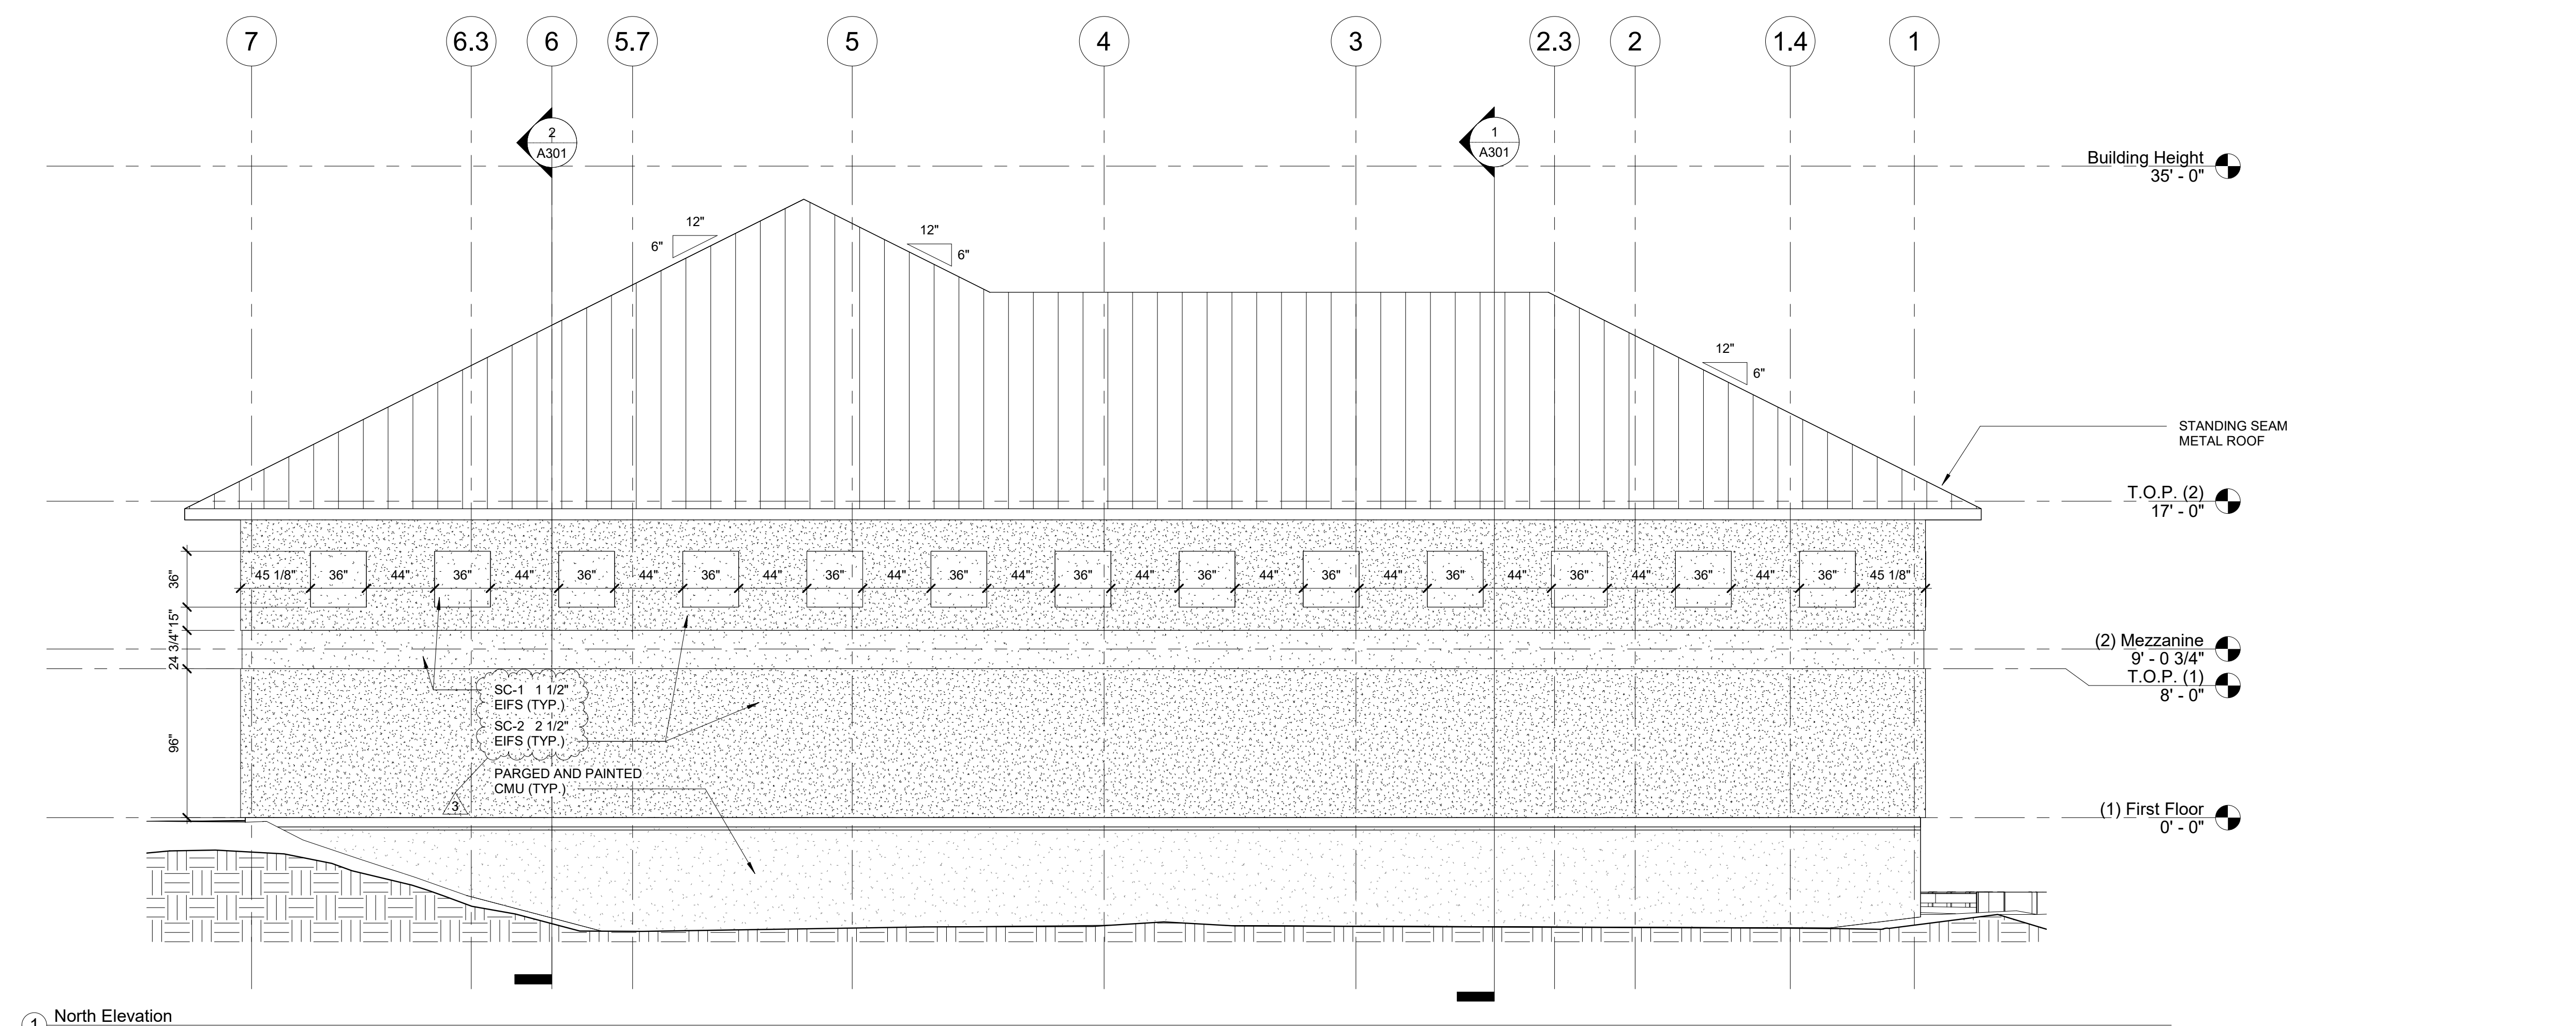 7 6.3 6 5.7 5 4 3 2.3 2 1.4 1
2
A301
1
A301
Building Height
35' - 0"
12"
6"
12"
6"
12"
6"
STANDING SEAM
METAL ROOF
T.O.P. (2)
17' - 0"
36"
45 1/8" 36" 44" 36" 44" 36" 44" 36" 44" 36" 44" 36" 44" 36" 44" 36" 44" 36" 44" 36" 44" 36" 44" 36" 44" 36" 45 1/8"
15"
24 3/4"
(2) Mezzanine
9' - 0 3/4"
T.O.P. (1)
8' - 0"
SC-1 1 1/2"
EIFS (TYP.)
SC-2 2 1/2"
EIFS (TYP.)
96"
PARGED AND PAINTED
CMU (TYP.)
3
(1) First Floor
0' - 0"
1 North Elevation